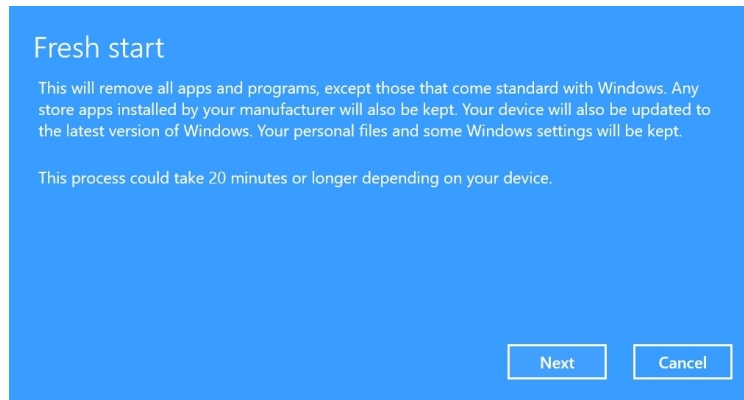 Fresh start
This will remove all apps and programs, except those that come standard with Windows. Any
store apps installed by your manufacturer will also be kept. Your device will also be updated to
the latest version of Windows. Your personal files and some Windows settings will be kept.
This process could take 20 minutes or longer depending on your device.
Next
Cancel